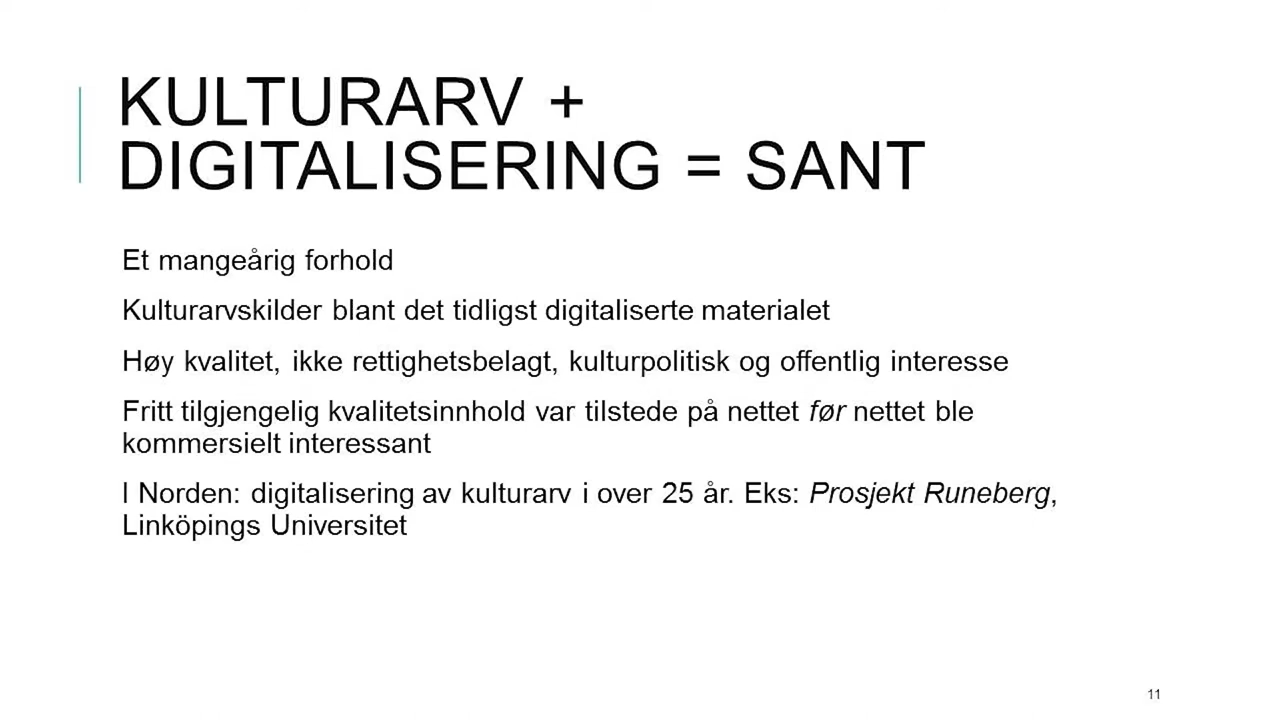 KULTURARV +
DIGITALISERING = SANT
Et mangeårig forhold
Kulturarvskilder blant det tidligst digitaliserte materialet
Høy kvalitet, ikke rettighetsbelagt, kulturpolitisk og offentlig interesse
Fritt tilgjengelig kvalitetsinnhold var tilstede på nettet før nettet ble
kommersielt interessant
I Norden: digitalisering av kulturarv i over 25 år. Eks: Prosjekt Runeberg,
Linköpings Universitet
11